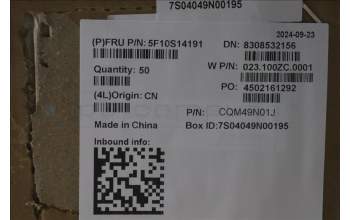 7S04049N00195
2024-09-23
(P)FRU P/N: 5F10S14191 DN: 8308532156
Quantity: 50 W P/N: 023.100ZC.0001
(4L)Origin: CN PO: 4502161292
P/N: CQM49N01J
Made in China Box ID:7S04049N00195
Inbound info: